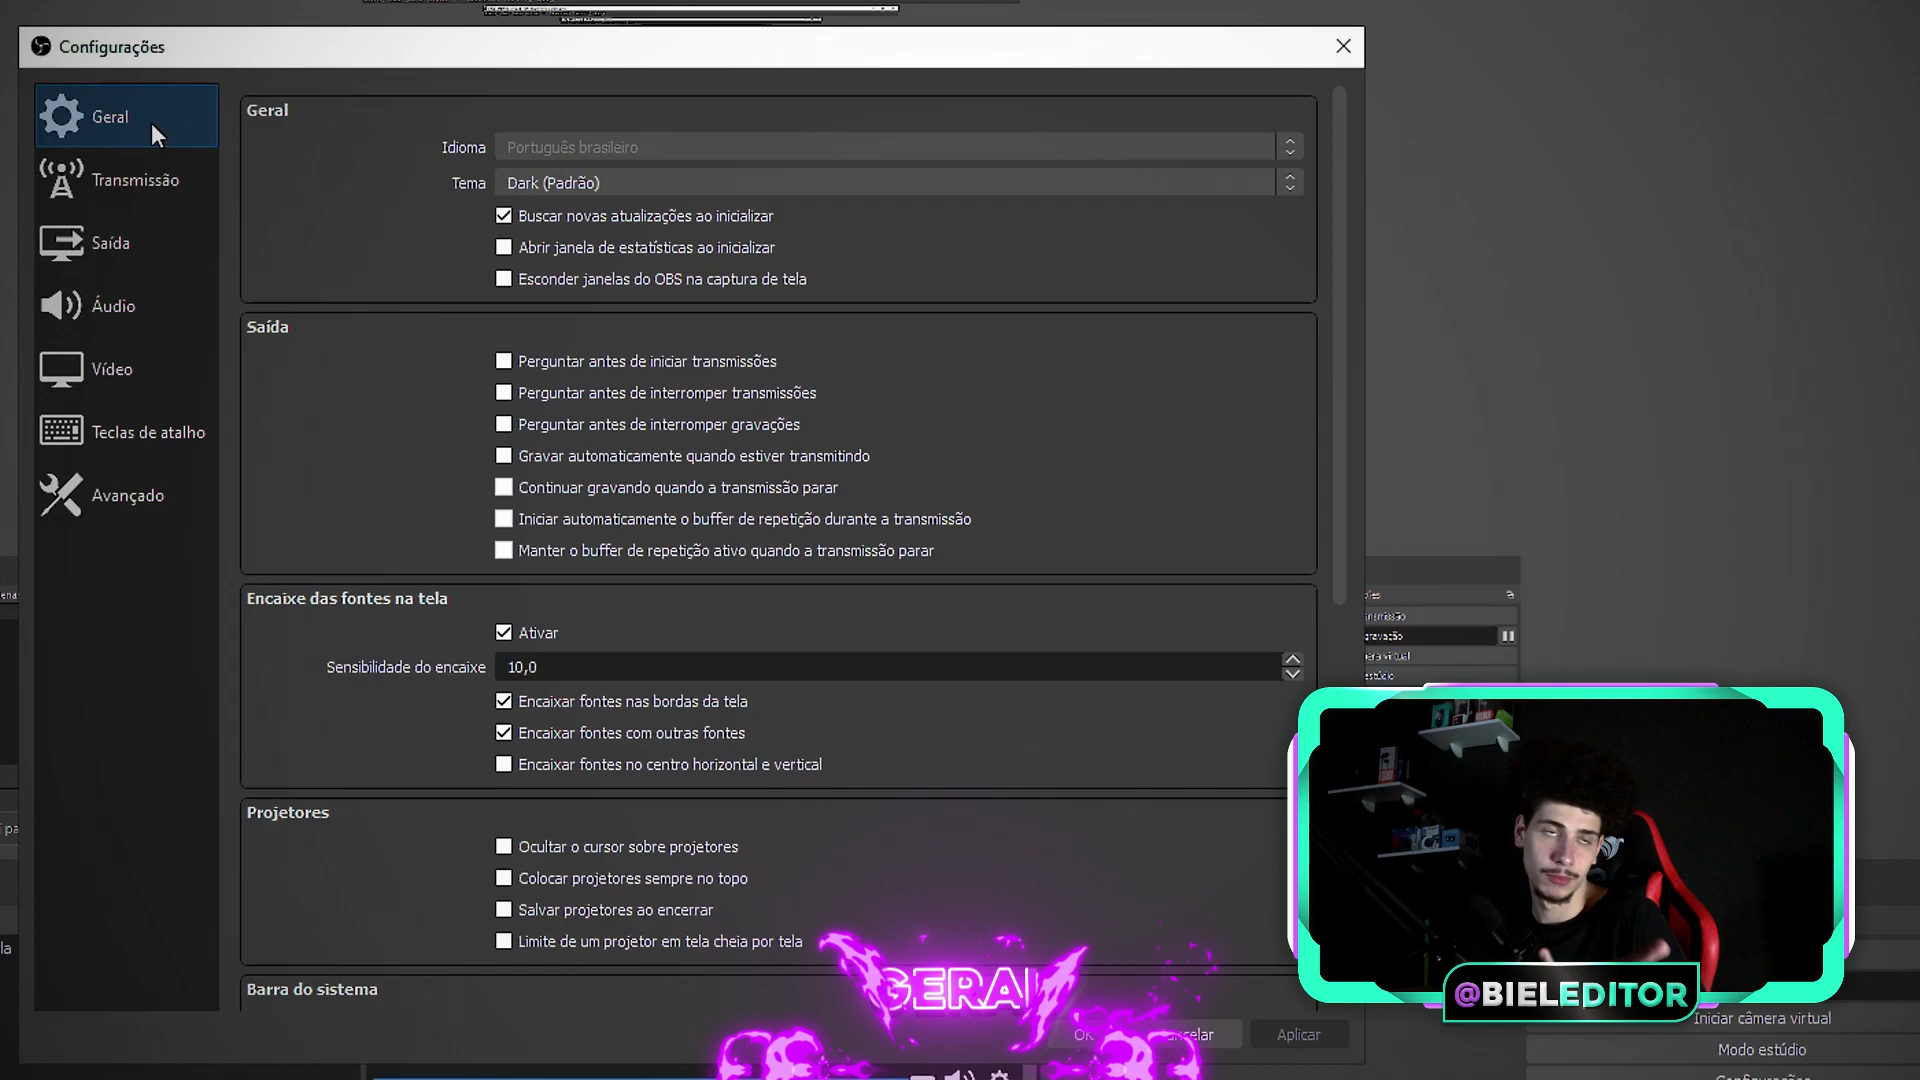 Configurações
Geral
Transmissão
Saída
Áudio
Vídeo
Teclas de atalho
Avançado
Geral
Idioma Português brasileiro
Tema Dark (Padrão)
Buscar novas atualizações ao inicializar
Abrir janela de estatísticas ao inicializar
Esconder janelas do OBS na captura de tela
Saída
Perguntar antes de iniciar transmissões
Perguntar antes de interromper transmissões
Perguntar antes de interromper gravações
Gravar automaticamente quando estiver transmitindo
Continuar gravando quando a transmissão parar
Iniciar automaticamente o buffer de repetição durante a transmissão
Manter o buffer de repetição ativo quando a transmissão parar
Encaixe das fontes na tela
Ativar
Sensibilidade do encaixe 10,0
Encaixar fontes nas bordas da tela
Encaixar fontes com outras fontes
Encaixar fontes no centro horizontal e vertical
Projetores
Ocultar o cursor sobre projetores
Colocar projetores sempre no topo
Salvar projetores ao encerrar
Limite de um projetor em tela cheia por tela
Barra do sistema
GERAL
Aplicar
gravação
virtual
estúdio
@BIELEDITOR
Iniciar câmera virtual
Modo estúdio